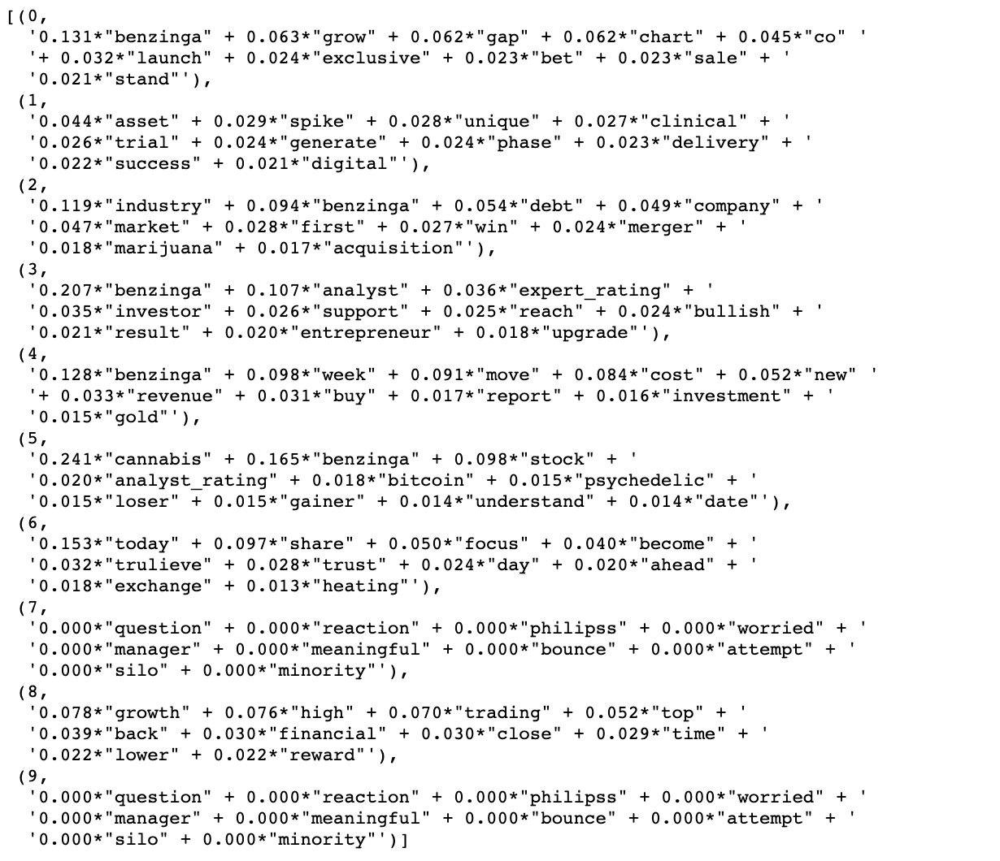 [(0,
  '0.131*"benzinga" + 0.063*"grow" + 0.062*"gap" + 0.062*"chart" + 0.045*"co" '
  '+ 0.032*"launch" + 0.024*"exclusive" + 0.023*"bet" + 0.023*"sale" + '
  '0.021*"stand"'),
 (1,
  '0.044*"asset" + 0.029*"spike" + 0.028*"unique" + 0.027*"clinical" + '
  '0.026*"trial" + 0.024*"generate" + 0.024*"phase" + 0.023*"delivery" + '
  '0.022*"success" + 0.021*"digital"'),
 (2,
  '0.119*"industry" + 0.094*"benzinga" + 0.054*"debt" + 0.049*"company" + '
  '0.047*"market" + 0.028*"first" + 0.027*"win" + 0.024*"merger" + '
  '0.018*"marijuana" + 0.017*"acquisition"'),
 (3,
  '0.207*"benzinga" + 0.107*"analyst" + 0.036*"expert_rating" + '
  '0.035*"investor" + 0.026*"support" + 0.025*"reach" + 0.024*"bullish" + '
  '0.021*"result" + 0.020*"entrepreneur" + 0.018*"upgrade"'),
 (4,
  '0.128*"benzinga" + 0.098*"week" + 0.091*"move" + 0.084*"cost" + 0.052*"new" '
  '+ 0.033*"revenue" + 0.031*"buy" + 0.017*"report" + 0.016*"investment" + '
  '0.015*"gold"'),
 (5,
  '0.241*"cannabis" + 0.165*"benzinga" + 0.098*"stock" + '
  '0.020*"analyst_rating" + 0.018*"bitcoin" + 0.015*"psychedelic" + '
  '0.015*"loser" + 0.015*"gainer" + 0.014*"understand" + 0.014*"date"'),
 (6,
  '0.153*"today" + 0.097*"share" + 0.050*"focus" + 0.040*"become" + '
  '0.032*"trulieve" + 0.028*"trust" + 0.024*"day" + 0.020*"ahead" + '
  '0.018*"exchange" + 0.013*"heating"'),
 (7,
  '0.000*"question" + 0.000*"reaction" + 0.000*"philipss" + 0.000*"worried" + '
  '0.000*"manager" + 0.000*"meaningful" + 0.000*"bounce" + 0.000*"attempt" + '
  '0.000*"silo" + 0.000*"minority"'),
 (8,
  '0.078*"growth" + 0.076*"high" + 0.070*"trading" + 0.052*"top" + '
  '0.039*"back" + 0.030*"financial" + 0.030*"close" + 0.029*"time" + '
  '0.022*"lower" + 0.022*"reward"'),
 (9,
  '0.000*"question" + 0.000*"reaction" + 0.000*"philipss" + 0.000*"worried" + '
  '0.000*"manager" + 0.000*"meaningful" + 0.000*"bounce" + 0.000*"attempt" + '
  '0.000*"silo" + 0.000*"minority"')]